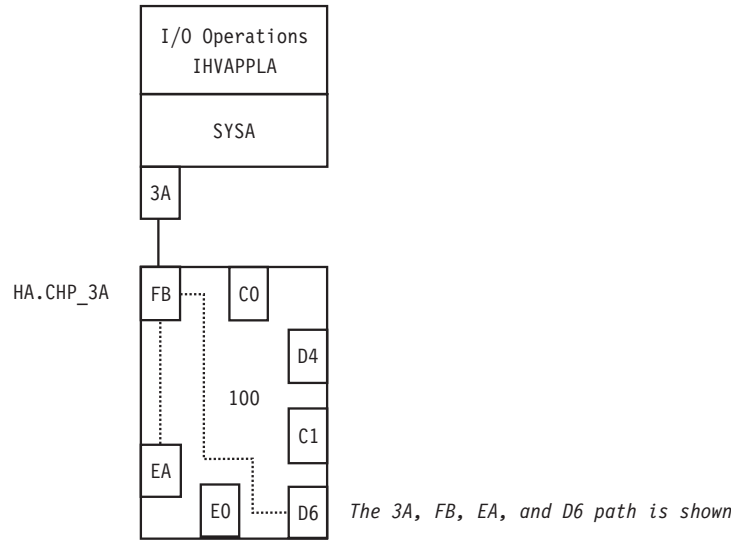 I/O Operations
IHVAPPLA
SYSA
3A
HA.CHP_3A
FB
C0
D4
100
C1
EA
E0
D6
The 3A, FB, EA, and D6 path is shown